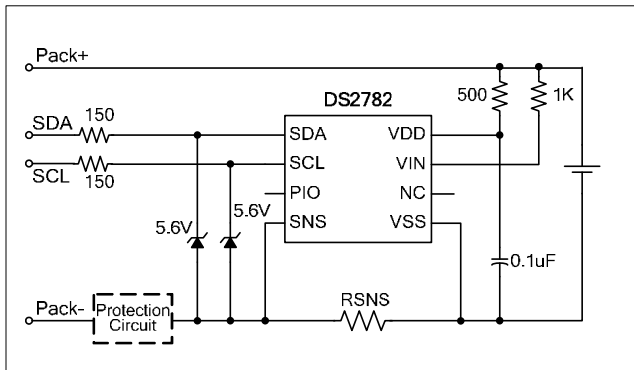 Pack+
500
1K
DS2782
150
SDA
SDA
VDD
SCL
150
SCL
VIN
PIO
NC
5.6V
5.6V
SNS
VSS
0.1uF
RSNS
Pack-
Protection
Circuit